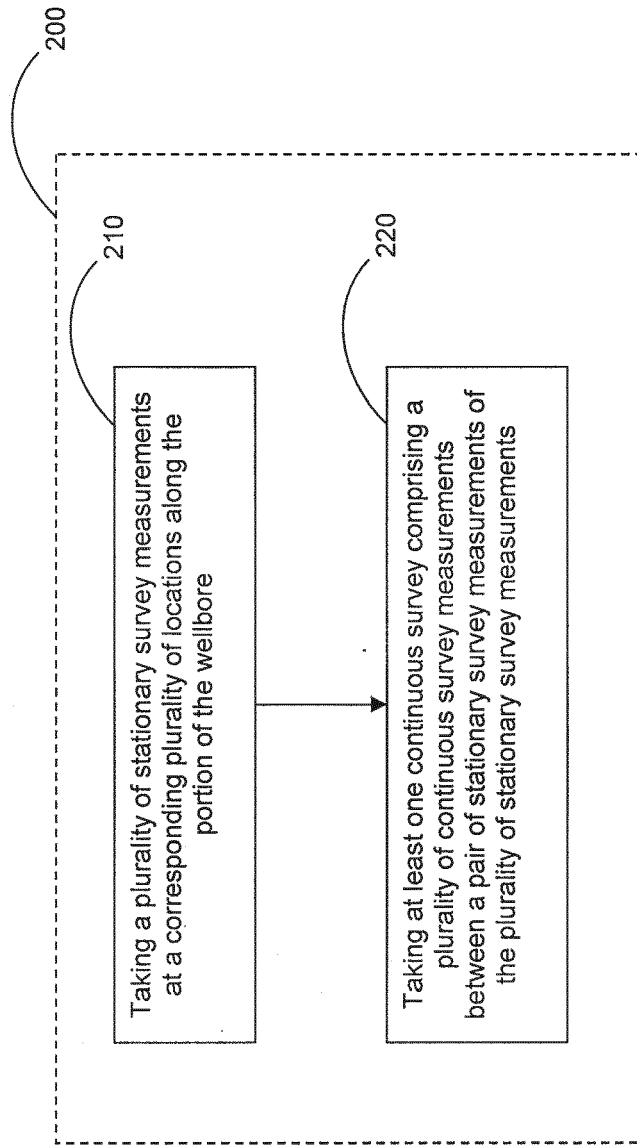 200
210
Taking a plurality of stationary survey measurements
at a corresponding plurality of locations along the
portion of the wellbore
220
Taking at least one continuous survey comprising a
plurality of continuous survey measurements
between a pair of stationary survey measurements of
the plurality of stationary survey measurements